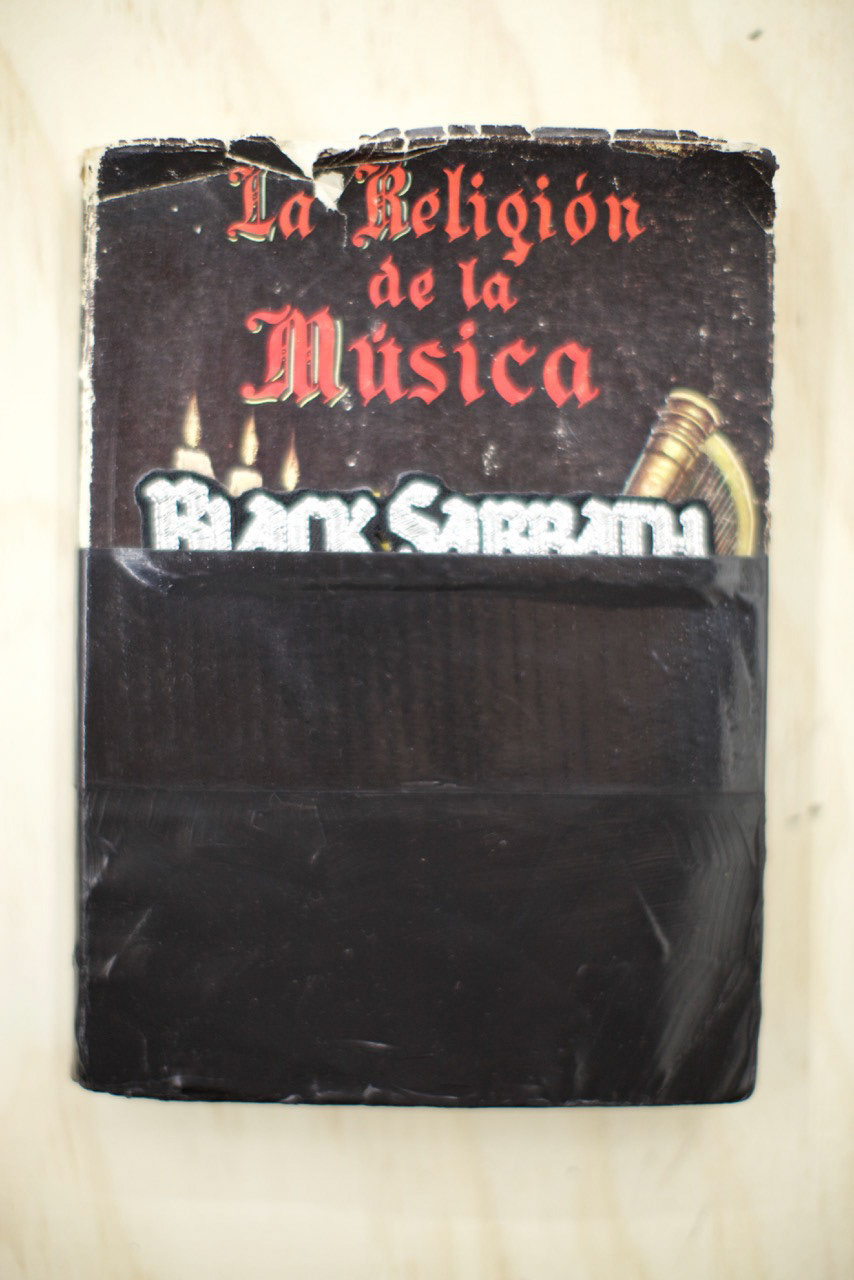 La Religión
de la
Música
BLACK SABBATH